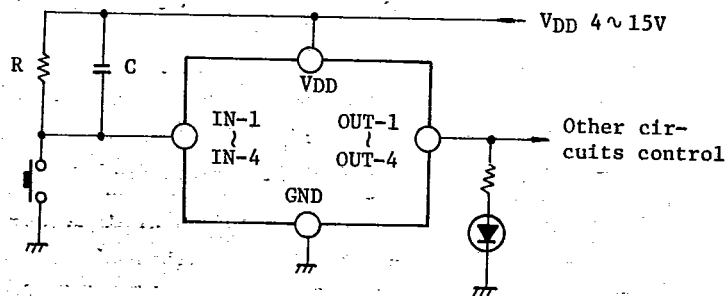 VDD 4~15V
R
C
VDD
IN-1
~
IN-4
OUT-1
~
OUT-4
Other cir-
cuits control
GND